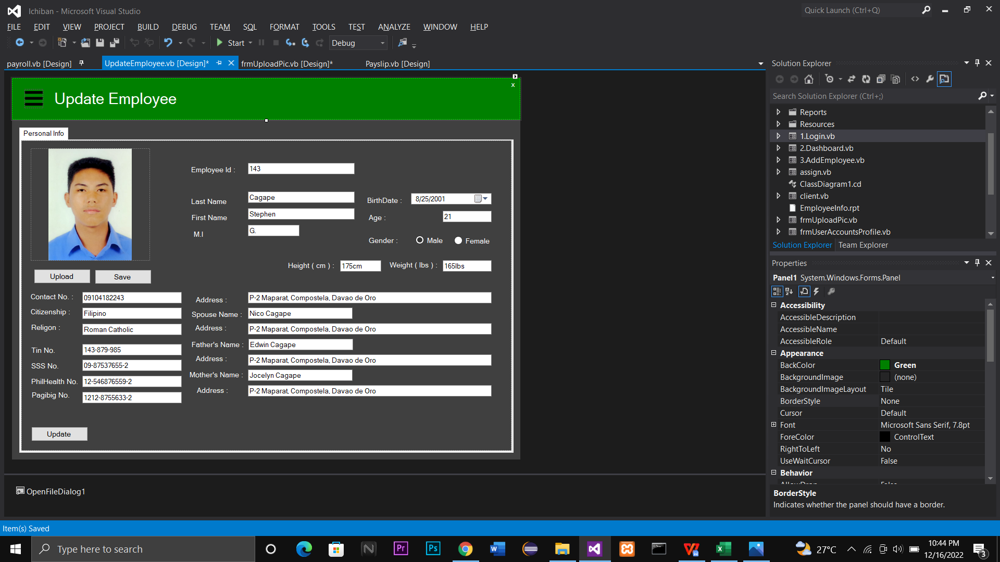 Ichiban - Microsoft Visual Studio
Quick Launch (Ctrl+Q)
FILE EDIT VIEW PROJECT BUILD DEBUG TEAM SQL FORMAT TOOLS TEST ANALYZE WINDOW HELP
Start Debug
payroll.vb [Design] UpdateEmployee.vb [Design]* frmUploadPic.vb [Design]* Payslip.vb [Design]
x
Update Employee
Personal Info
Employee Id : 143
Last Name Cagape
First Name Stephen
M.I G.
BirthDate : 8/25/2001
Age : 21
Gender : Male Female
Height ( cm ) : 175cm Weight ( lbs ) : 165lbs
Upload Save
Contact No. : 09104182243
Citizenship : Filipino
Religon : Roman Catholic
Tin No. 143-879-985
SSS No. 09-87537655-2
PhilHealth No. 12-546876559-2
Pagibig No. 1212-8755633-2
Address : P-2 Maparat, Compostela, Davao de Oro
Spouse Name : Nico Cagape
Address : P-2 Maparat, Compostela, Davao de Oro
Father's Name : Edwin Cagape
Address : P-2 Maparat, Compostela, Davao de Oro
Mother's Name : Jocelyn Cagape
Address : P-2 Maparat, Compostela, Davao de Oro
Update
OpenFileDialog1
Solution Explorer
Search Solution Explorer (Ctrl+;)
Reports
Resources
1.Login.vb
2.Dashboard.vb
3.AddEmployee.vb
assign.vb
ClassDiagram1.cd
client.vb
EmployeeInfo.rpt
frmUploadPic.vb
frmUserAccountsProfile.vb
Solution Explorer Team Explorer
Properties
Panel1 System.Windows.Forms.Panel
Accessibility
AccessibleDescription
AccessibleName
AccessibleRole Default
Appearance
BackColor Green
BackgroundImage (none)
BackgroundImageLayout Tile
BorderStyle None
Cursor Default
Font Microsoft Sans Serif, 7.8pt
ForeColor ControlText
RightToLeft No
UseWaitCursor False
Behavior
AllowDrop False
BorderStyle
Indicates whether the panel should have a border.
Item(s) Saved
Type here to search
N
Pr
Ps
27°C
10:44 PM
12/16/2022
3